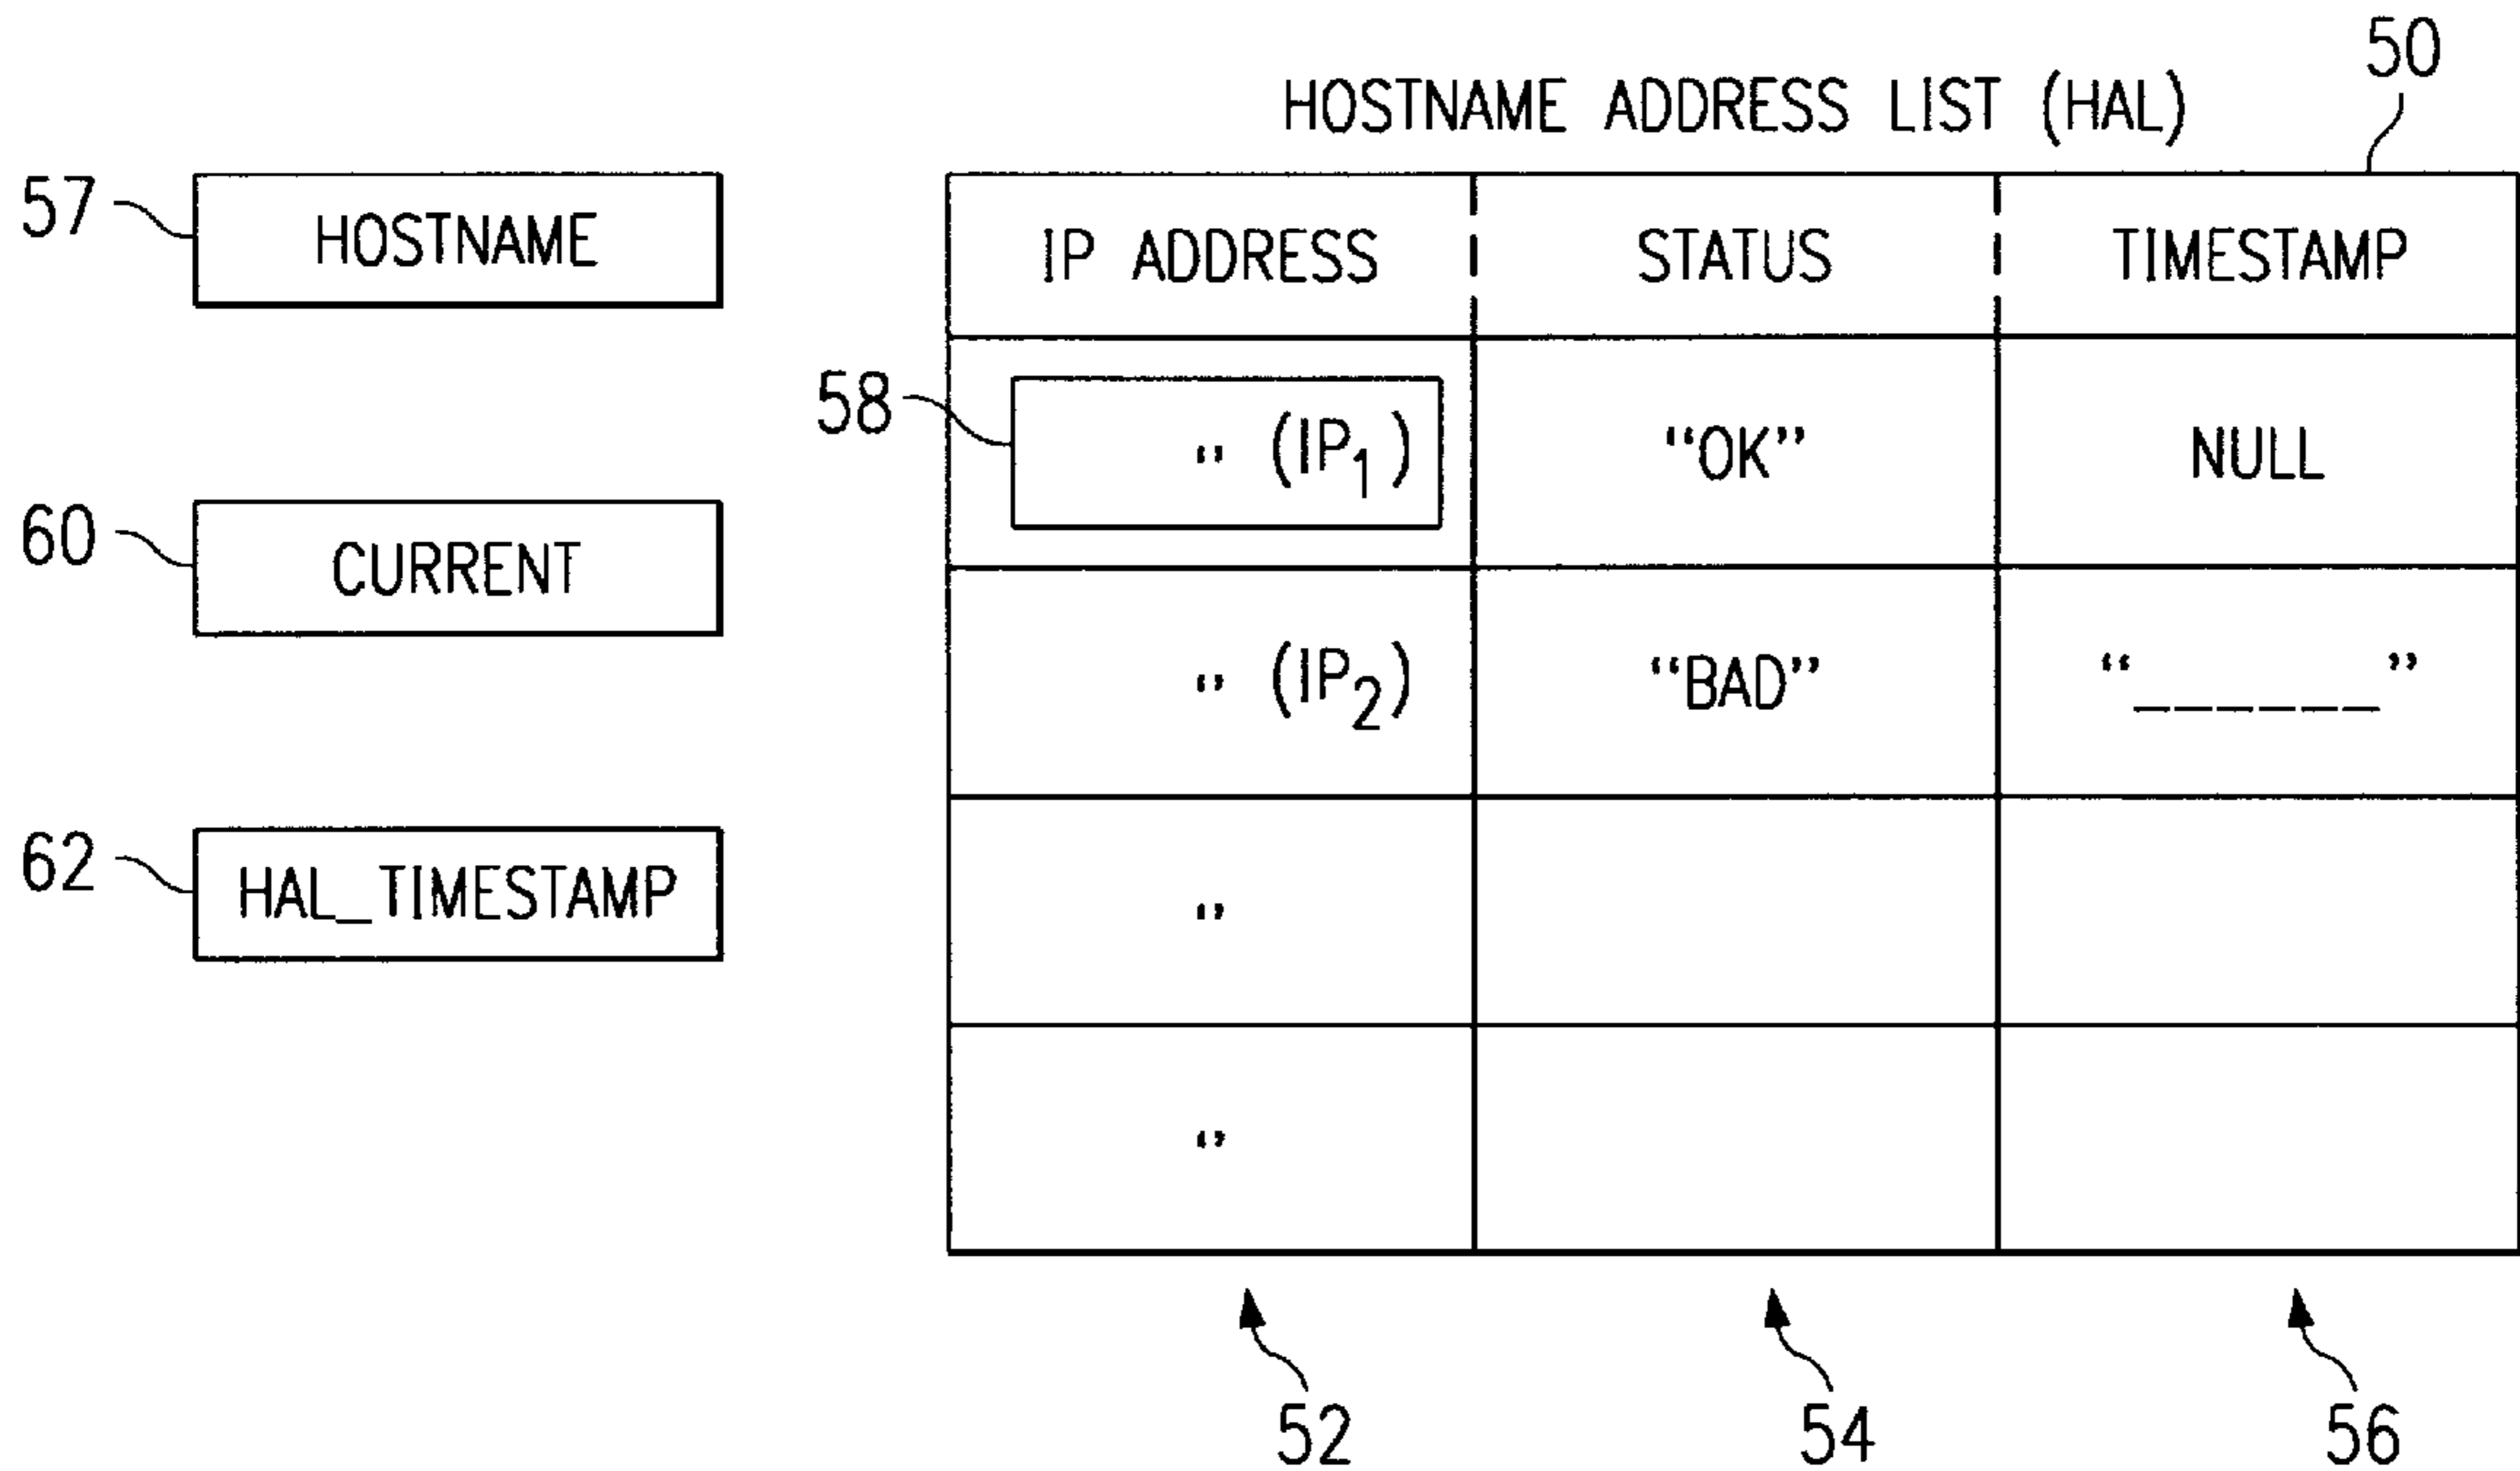 50
HOSTNAME ADDRESS LIST (HAL)
57 HOSTNAME
IP ADDRESS STATUS TIMESTAMP
58 “ (IP1) “OK” NULL
60 CURRENT
“ (IP2) “BAD” “______”
62 HAL_TIMESTAMP
“
“
52 54 56